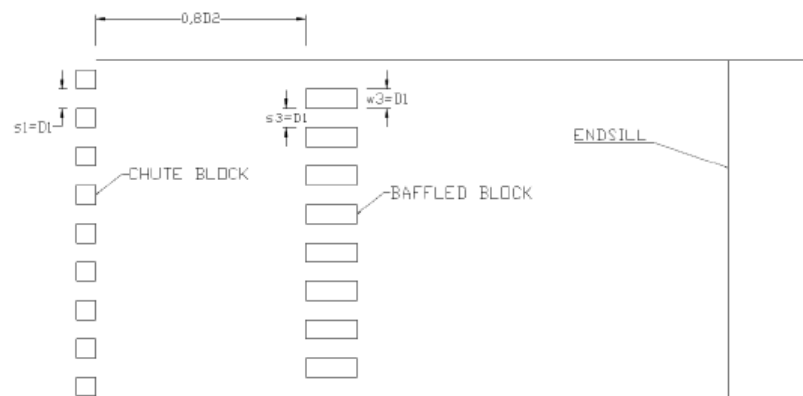 0,8D2
w3=D1
s3=D1
s1=D1
ENDSILL
CHUTE BLOCK
BAFFLED BLOCK